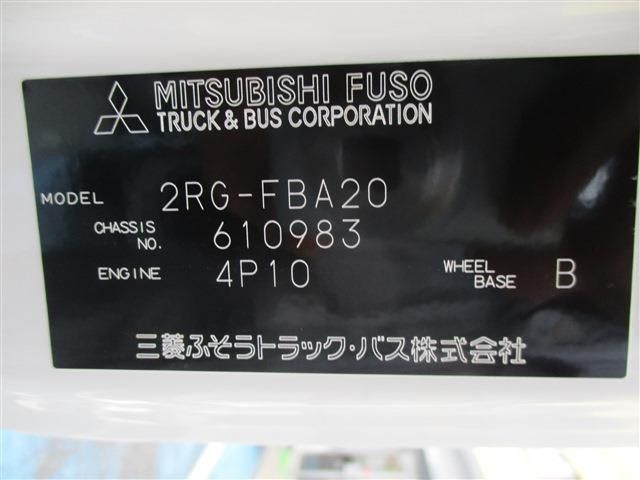 MITSUBISHI FUSO
TRUCK & BUS CORPORATION
MODEL 2RG-FBA20
CHASSIS NO. 610983
ENGINE 4P10 WHEEL BASE B
三菱ふそうトラック・バス株式会社